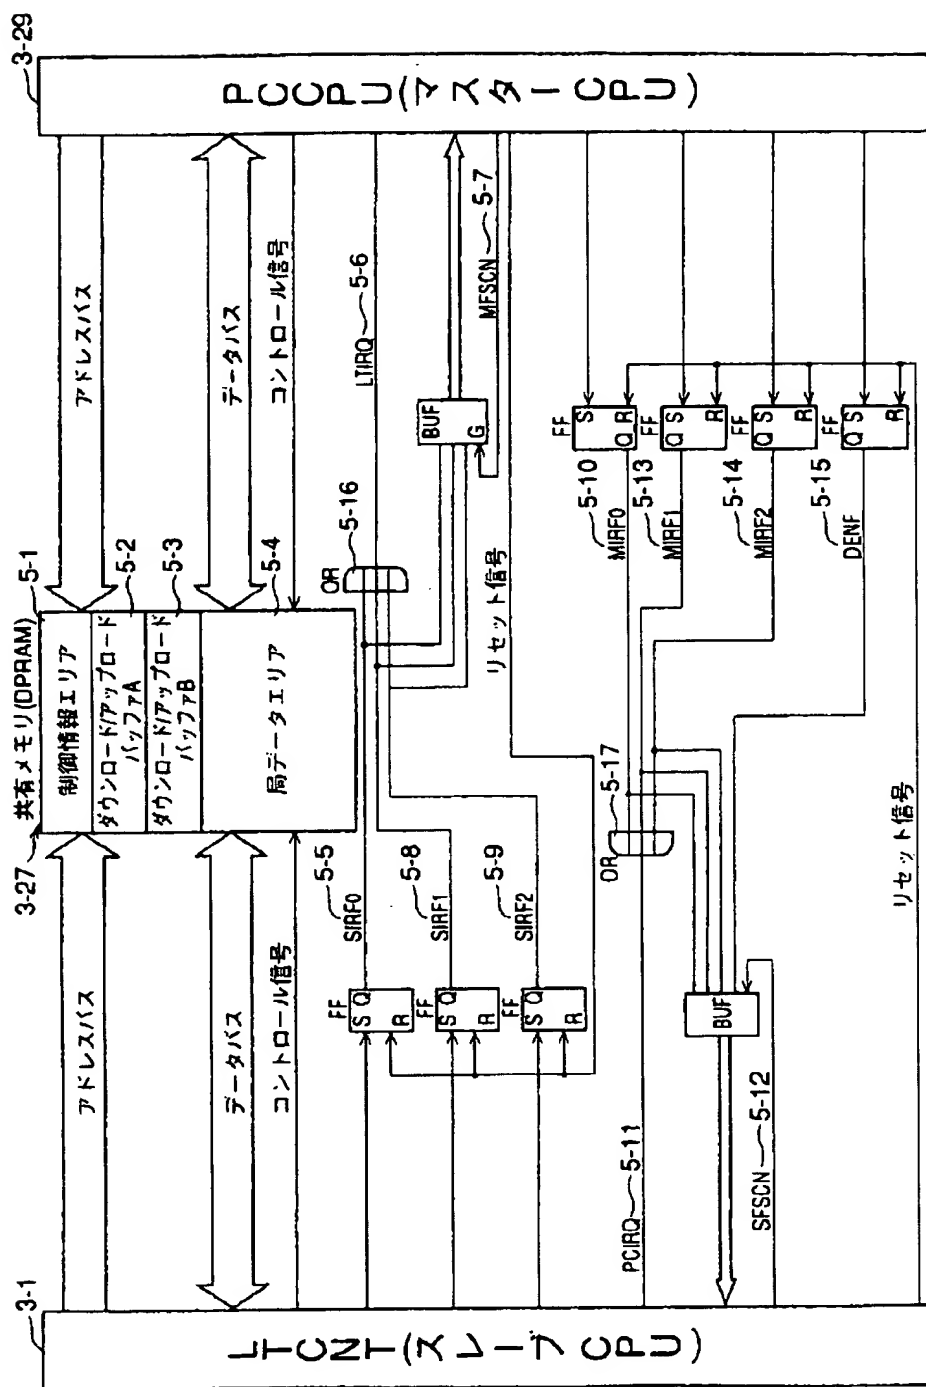 3-1
LTCNT(スレーブCPU)
3-29
PCCPU(マスターCPU)
共有メモリ(DPRAM)
3-27
5-1
制御情報エリア
5-2
ダウンロード/アップロード
バッファA
5-3
ダウンロード/アップロード
バッファB
5-4
局データエリア
アドレスバス
データバス
コントロール信号
アドレスバス
データバス
コントロール信号
FF
S Q
R
SIRF0
5-5
FF
S Q
R
SIRF1
5-8
FF
S Q
R
SIRF2
5-9
OR
5-16
LTIRQ
5-6
BUF
G
MFSCN
5-7
リセット信号
PCIRQ
5-11
OR
5-17
BUF
SFSCN
5-12
FF
S
Q R
5-10
MIRF0
FF
Q S
R
5-13
MIRF1
FF
Q S
R
5-14
MIRF2
FF
Q S
R
5-15
DENF
リセット信号